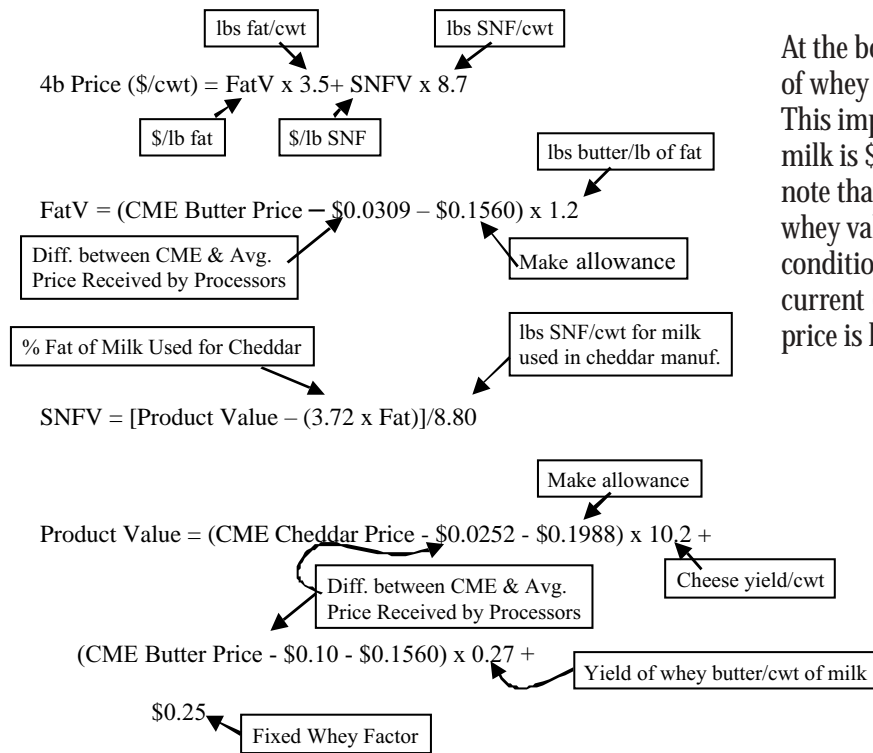 lbs fat/cwt
lbs SNF/cwt
4b Price ($/cwt) = FatV x 3.5+ SNFV x 8.7
$/lb fat
$/lb SNF
lbs butter/lb of fat
FatV = (CME Butter Price – $0.0309 – $0.1560) x 1.2
Diff. between CME & Avg.
Price Received by Processors
Make allowance
% Fat of Milk Used for Cheddar
lbs SNF/cwt for milk
used in cheddar manuf.
SNFV = [Product Value – (3.72 x Fat)]/8.80
Make allowance
Product Value = (CME Cheddar Price - $0.0252 - $0.1988) x 10.2 +
Diff. between CME & Avg.
Price Received by Processors
Cheese yield/cwt
(CME Butter Price - $0.10 - $0.1560) x 0.27 +
Yield of whey butter/cwt of milk
$0.25
Fixed Whey Factor
At the
of whey
This
milk is
note
whey
current
price is